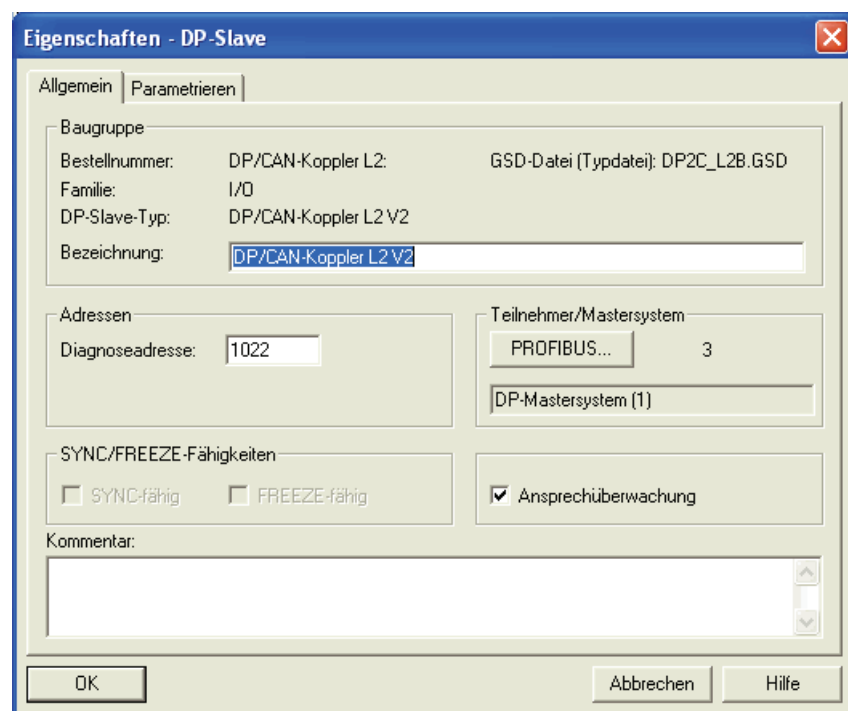 Eigenschaften - DP-Slave
Allgemein Parametrieren
Baugruppe
Bestellnummer: DP/CAN-Koppler L2: GSD-Datei (Typdatei): DP2C_L2B.GSD
Familie: I/O
DP-Slave-Typ: DP/CAN-Koppler L2 V2
Bezeichnung: DP/CAN-Koppler L2 V2
Adressen
Diagnoseadresse: 1022
Teilnehmer/Mastersystem
PROFIBUS... 3
DP-Mastersystem (1)
SYNC/FREEZE-Fähigkeiten
SYNC-fähig FREEZE-fähig
Ansprechüberwachung
Kommentar:
OK Abbrechen Hilfe